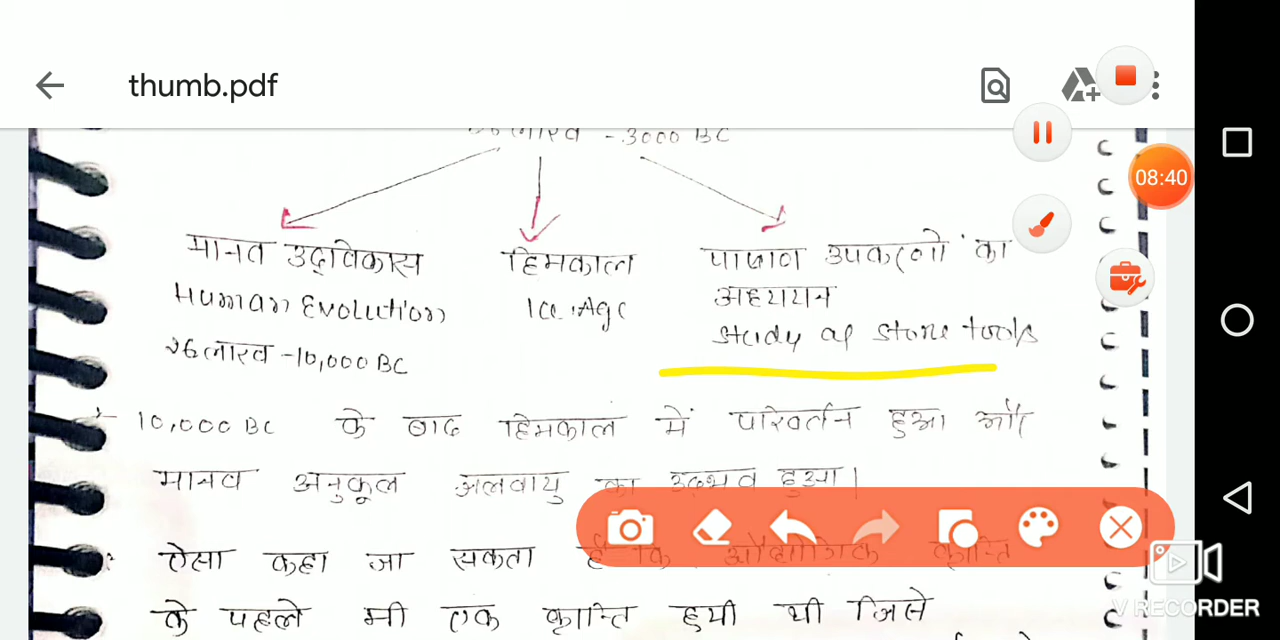 thumb.pdf
लाख - 3000 BC
08:40
मानव उद्विकास
हिमकाल
पाषाण उपकरणों का
अध्ययन
Human Evolution
Ice Age
study of stone tools
26 लाख - 10,000 BC
10,000 BC के बाद हिमकाल में परिवर्तन हुआ और
मानव अनुकूल जलवायु का उद्भव हुआ।
ऐसा कहा जा सकता है कि औद्योगिक क्रान्ति
के पहले भी एक क्रान्ति हुयी थी जिसे
V RECORDER